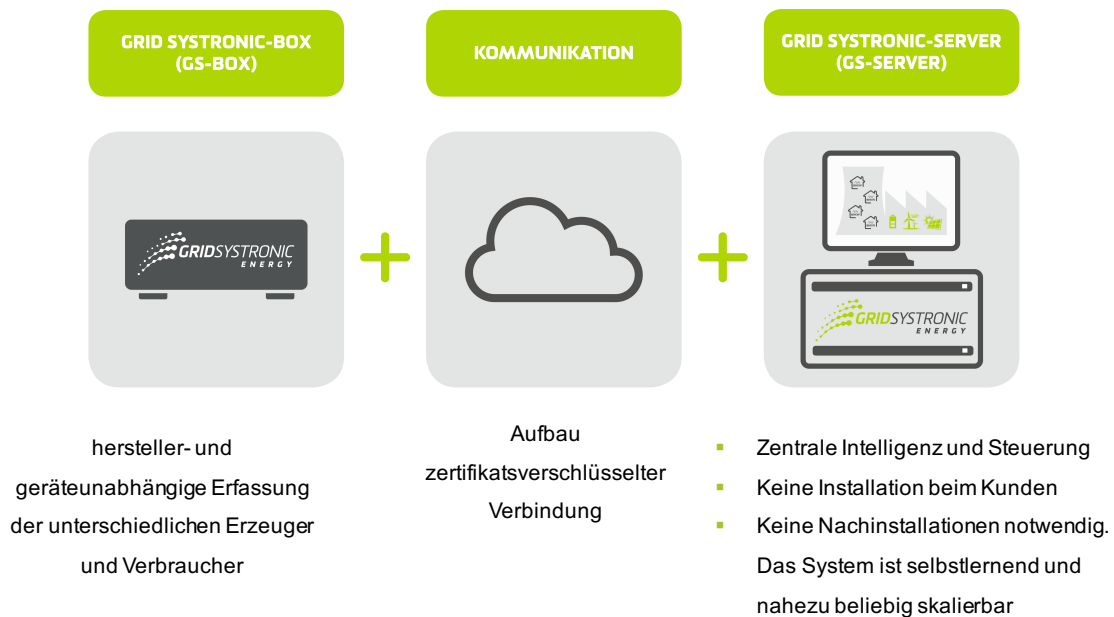 GRID SYSTRONIC-BOX
(GS-BOX)
KOMMUNIKATION
GRID SYSTRONIC-SERVER
(GS-SERVER)
GRIDSYSTRONIC
ENERGY
GRIDSYSTRONIC
ENERGY
hersteller- und
geräteunabhängige Erfassung
der unterschiedlichen Erzeuger
und Verbraucher
Aufbau
zertifikatsverschlüsselter
Verbindung
▪ Zentrale Intelligenz und Steuerung
▪ Keine Installation beim Kunden
▪ Keine Nachinstallationen notwendig.
Das System ist selbstlernend und
nahezu beliebig skalierbar